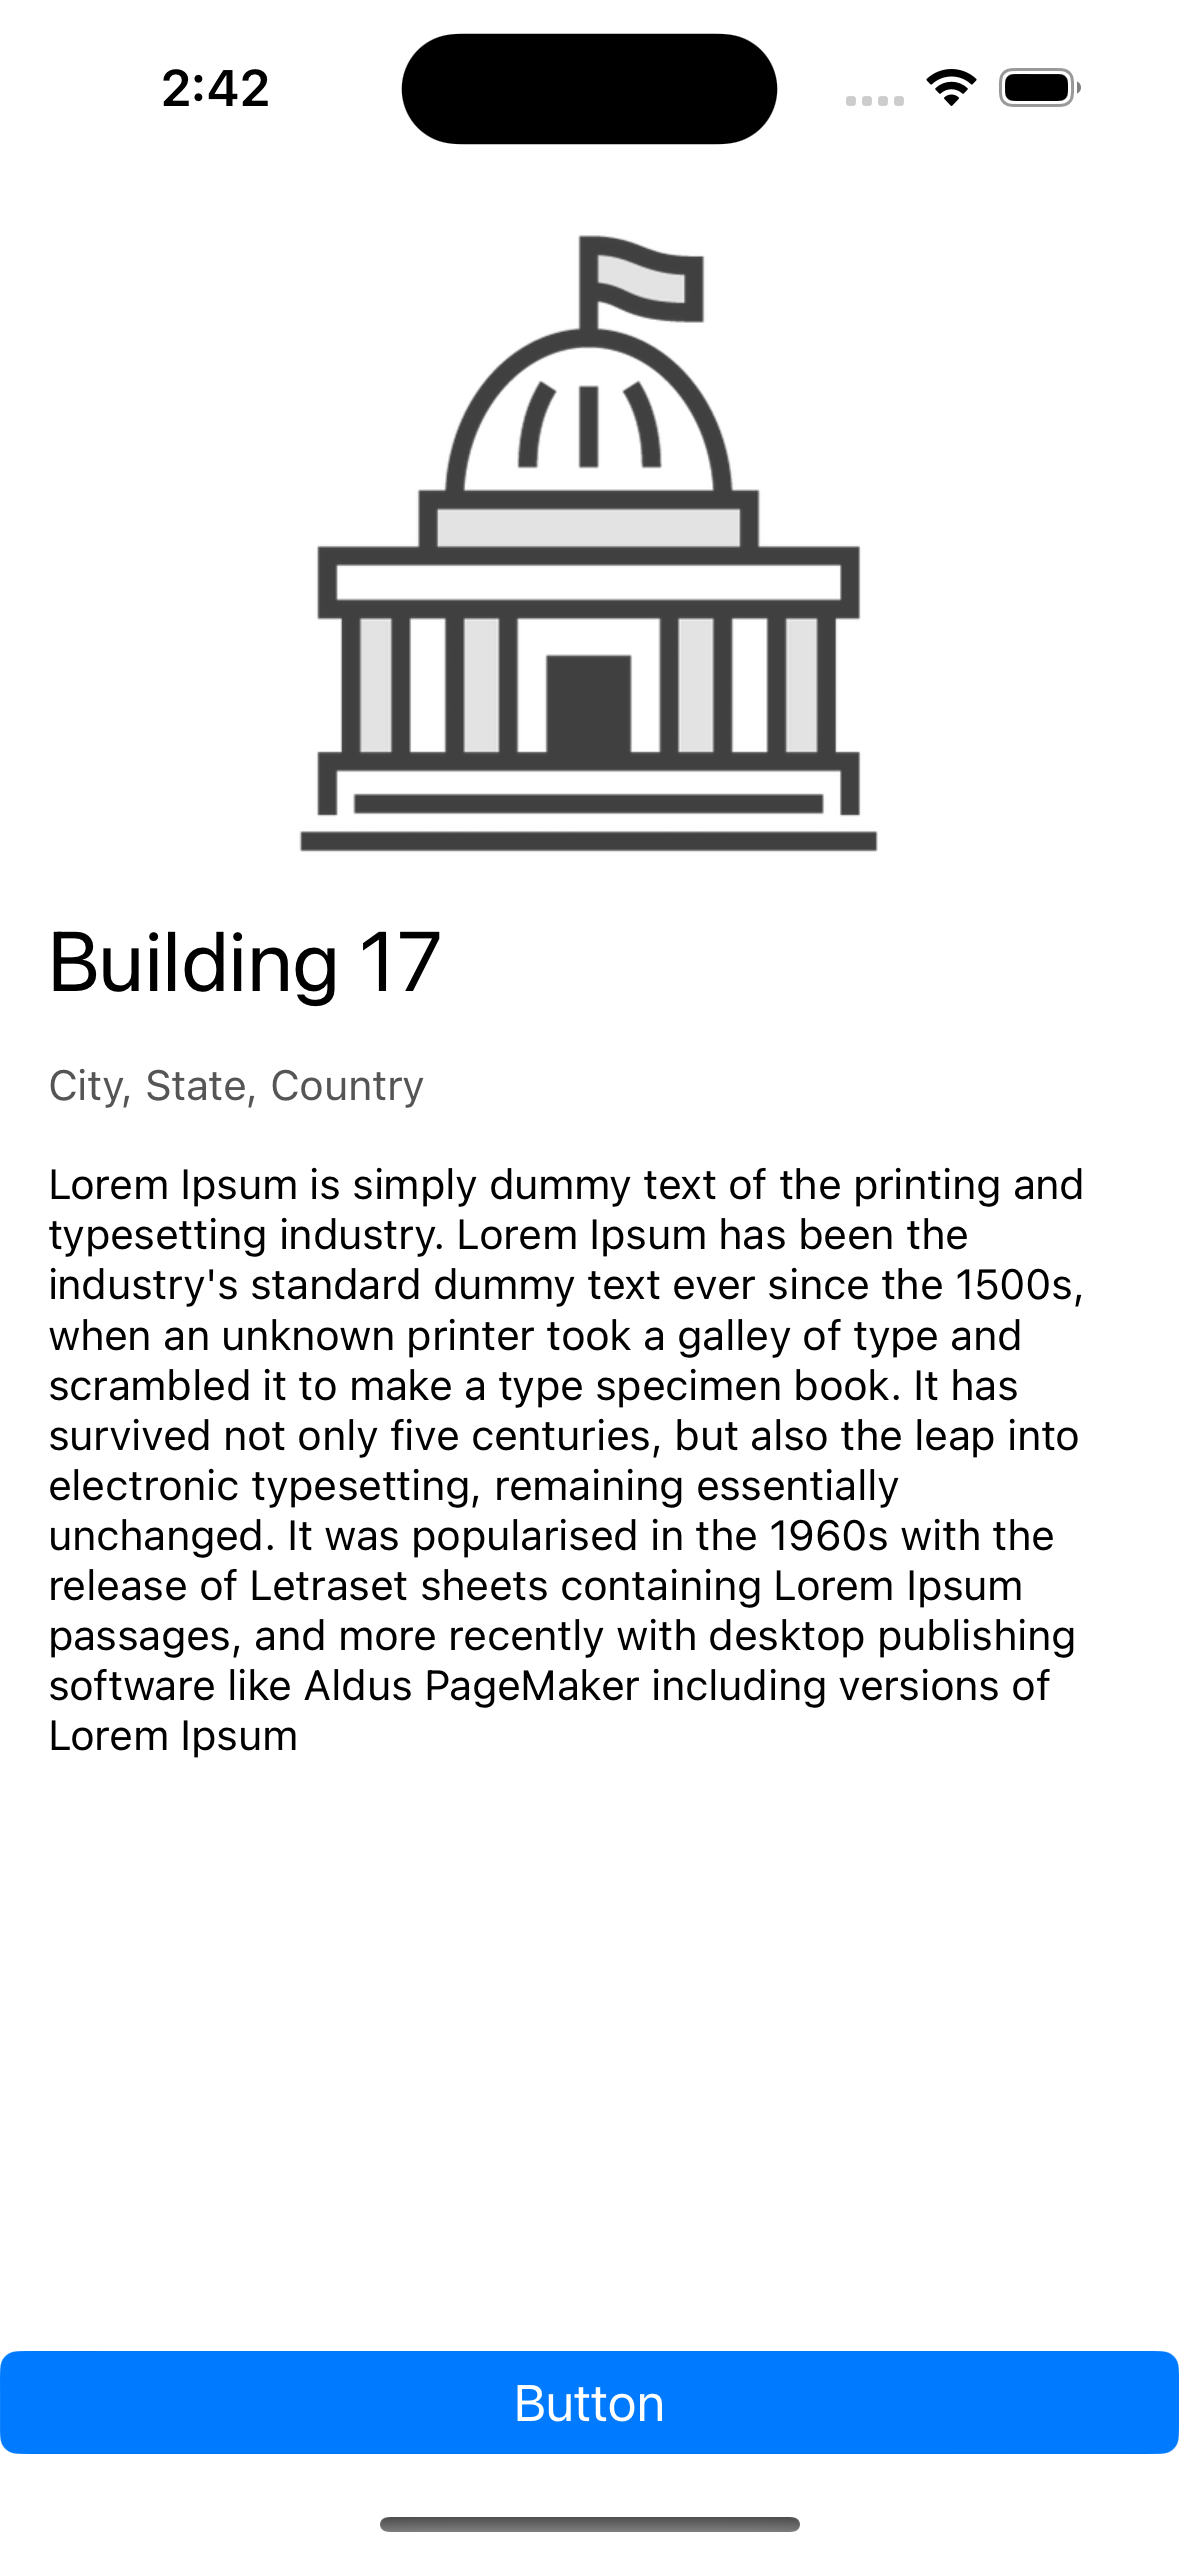 2:42
Building 17
City, State, Country
Lorem Ipsum is simply dummy text of the printing and
typesetting industry. Lorem Ipsum has been the
industry's standard dummy text ever since the 1500s,
when an unknown printer took a galley of type and
scrambled it to make a type specimen book. It has
survived not only five centuries, but also the leap into
electronic typesetting, remaining essentially
unchanged. It was popularised in the 1960s with the
release of Letraset sheets containing Lorem Ipsum
passages, and more recently with desktop publishing
software like Aldus PageMaker including versions of
Lorem Ipsum
Button